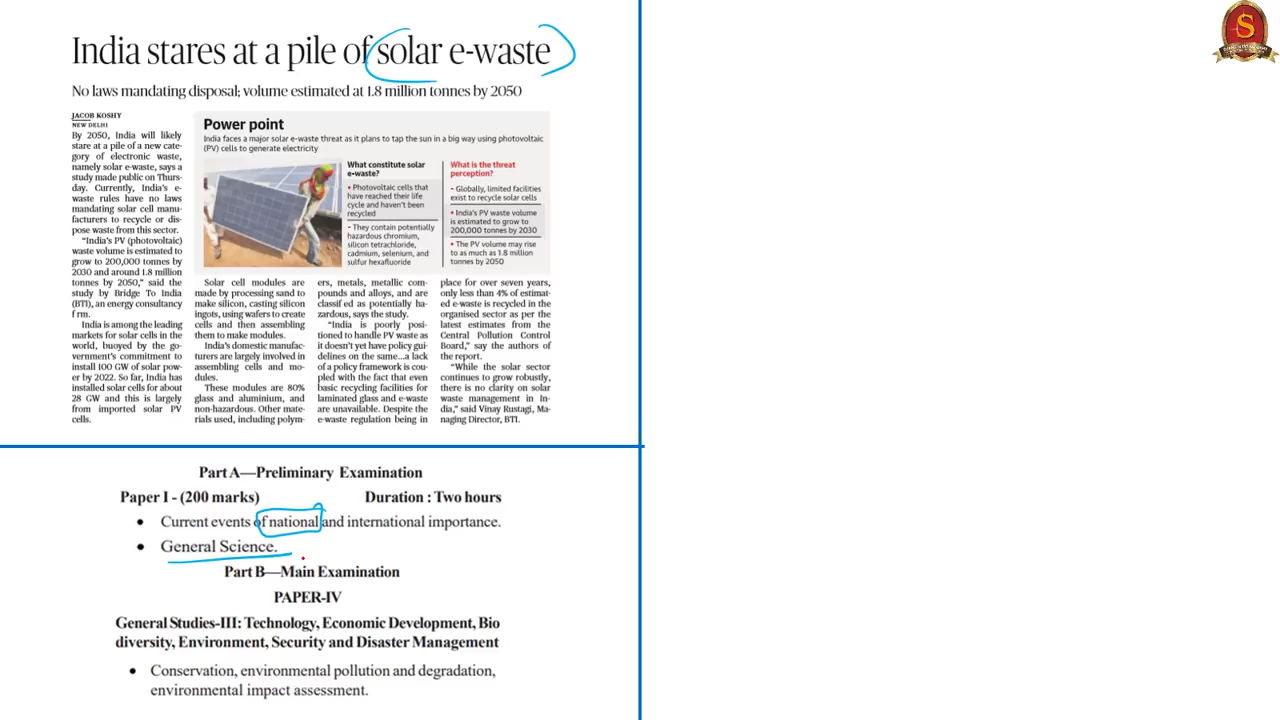 India stares at a pile of solar e-waste
No laws mandating disposal; volume estimated at 1.8 million tonnes by 2050
JACOB KOSHY
NEW DELHI
By 2050, India will likely
stare at a pile of a new cate-
gory of electronic waste,
namely solar e-waste, says a
study made public on Thurs-
day. Currently, India's e-
waste rules have no laws
mandating solar cell manu-
facturers to recycle or dis-
pose waste from this sector.
"India's PV (photovoltaic)
waste volume is estimated to
grow to 200,000 tonnes by
2030 and around 1.8 million
tonnes by 2050," said the
study by Bridge To India
(BTI), an energy consultancy
f rm.
India is among the leading
markets for solar cells in the
world, buoyed by the go-
vernment's commitment to
install 100 GW of solar pow-
er by 2022. So far, India has
installed solar cells for about
28 GW and this is largely
from imported solar PV
cells.
Power point
India faces a major solar e-waste threat as it plans to tap the sun in a big way using photovoltaic
(PV) cells to generate electricity
What constitute solar
e-waste?
• Photovoltaic cells that
have reached their life
cycle and haven't been
recycled
• They contain potentially
hazardous chromium,
silicon tetrachloride,
cadmium, selenium, and
sulfur hexafluoride
What is the threat
perception?
• Globally, limited facilities
exist to recycle solar cells
• India's PV waste volume
is estimated to grow to
200,000 tonnes by 2030
• The PV volume may rise
to as much as 1.8 million
tonnes by 2050
Solar cell modules are
made by processing sand to
make silicon, casting silicon
ingots, using wafers to create
cells and then assembling
them to make modules.
India's domestic manufac-
turers are largely involved in
assembling cells and mo-
dules.
These modules are 80%
glass and aluminium, and
non-hazardous. Other mate-
rials used, including polym-
ers, metals, metallic com-
pounds and alloys, and are
classif ed as potentially ha-
zardous, says the study.
"India is poorly posi-
tioned to handle PV waste as
it doesn't yet have policy gui-
delines on the same...a lack
of a policy framework is cou-
pled with the fact that even
basic recycling facilities for
laminated glass and e-waste
are unavailable. Despite the
e-waste regulation being in
place for over seven years,
only less than 4% of estimat-
ed e-waste is recycled in the
organised sector as per the
latest estimates from the
Central Pollution Control
Board," say the authors of
the report.
"While the solar sector
continues to grow robustly,
there is no clarity on solar
waste management in In-
dia," said Vinay Rustagi, Ma-
naging Director, BTI.
Part A—Preliminary Examination
Paper I - (200 marks) Duration : Two hours
• Current events of national and international importance.
• General Science.
Part B—Main Examination
PAPER-IV
General Studies-III: Technology, Economic Development, Bio
diversity, Environment, Security and Disaster Management
• Conservation, environmental pollution and degradation,
environmental impact assessment.
S